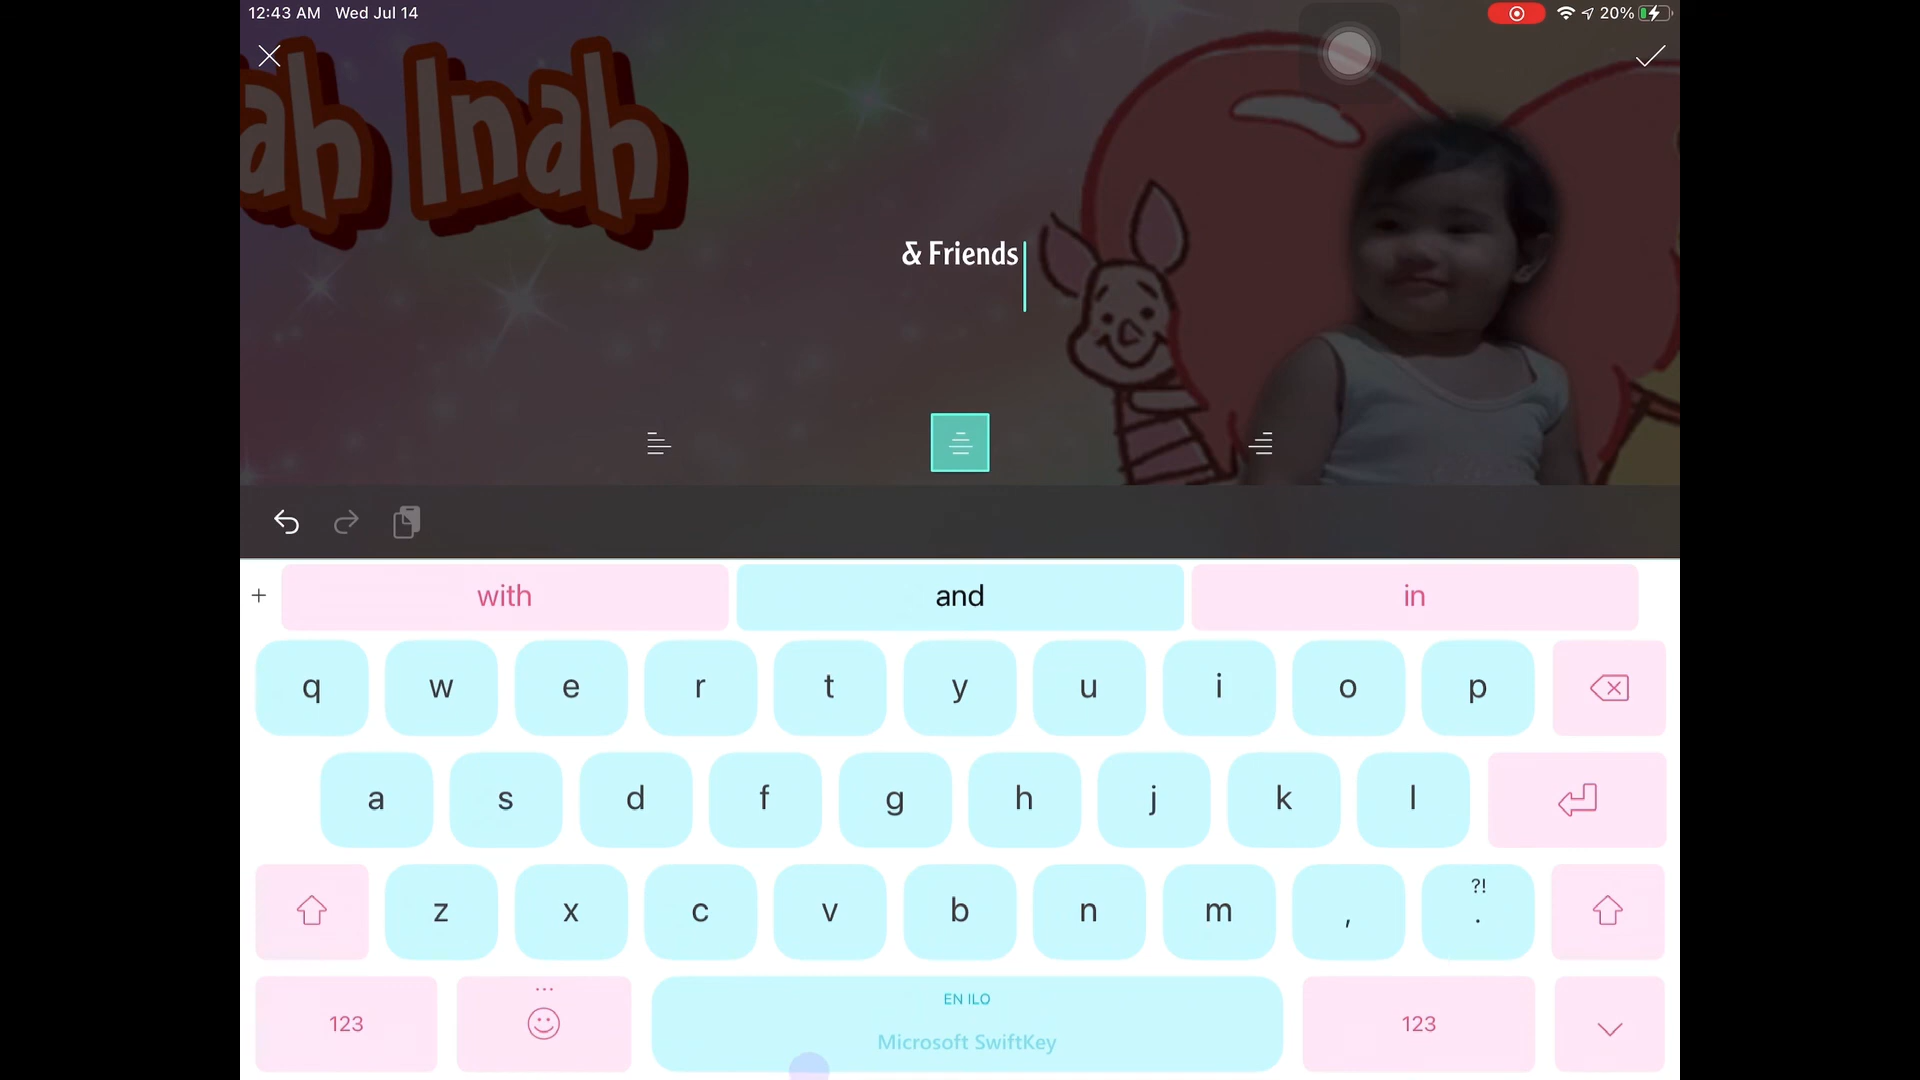 12:43 AM Wed Jul 14
20%
ah Inah
& Friends
with and in
q w e r t y u i o p
a s d f g h j k l
z x c v b n m , ?! .
123 EN ILO 123
Microsoft SwiftKey